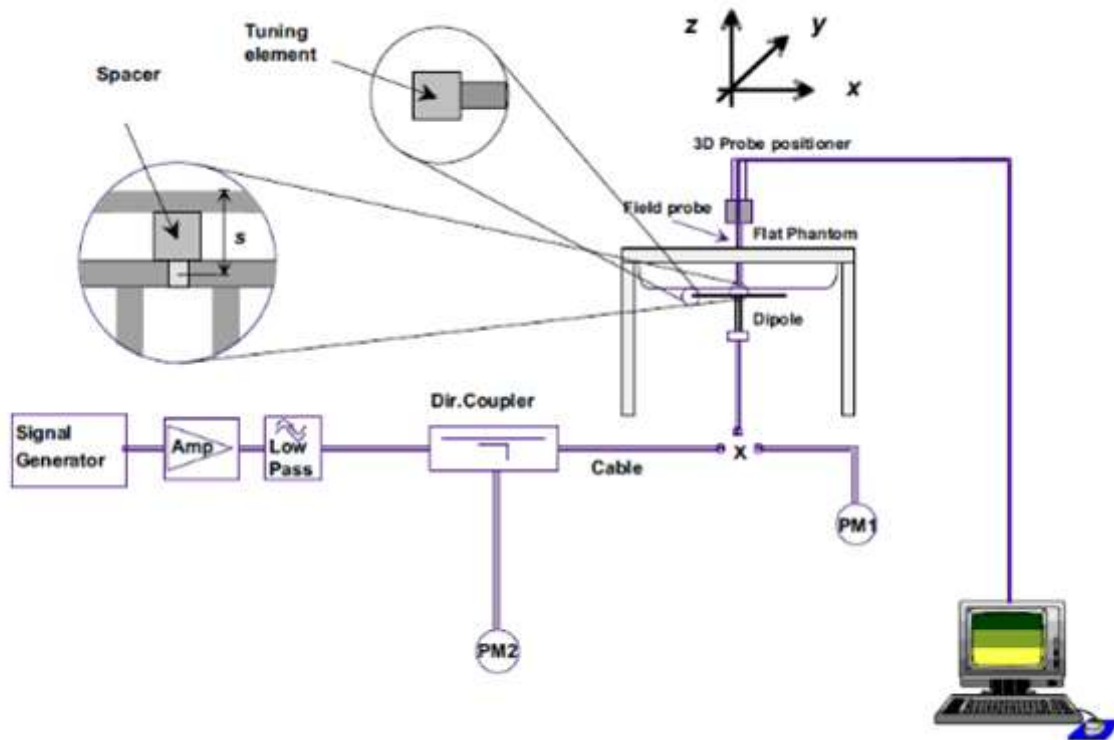 Tuning
element
Spacer
z
y
x
3D Probe positioner
s
Field probe
Flat Phantom
Dipole
Dir.Coupler
Signal
Generator
Amp
Low
Pass
Cable
X
PM1
PM2